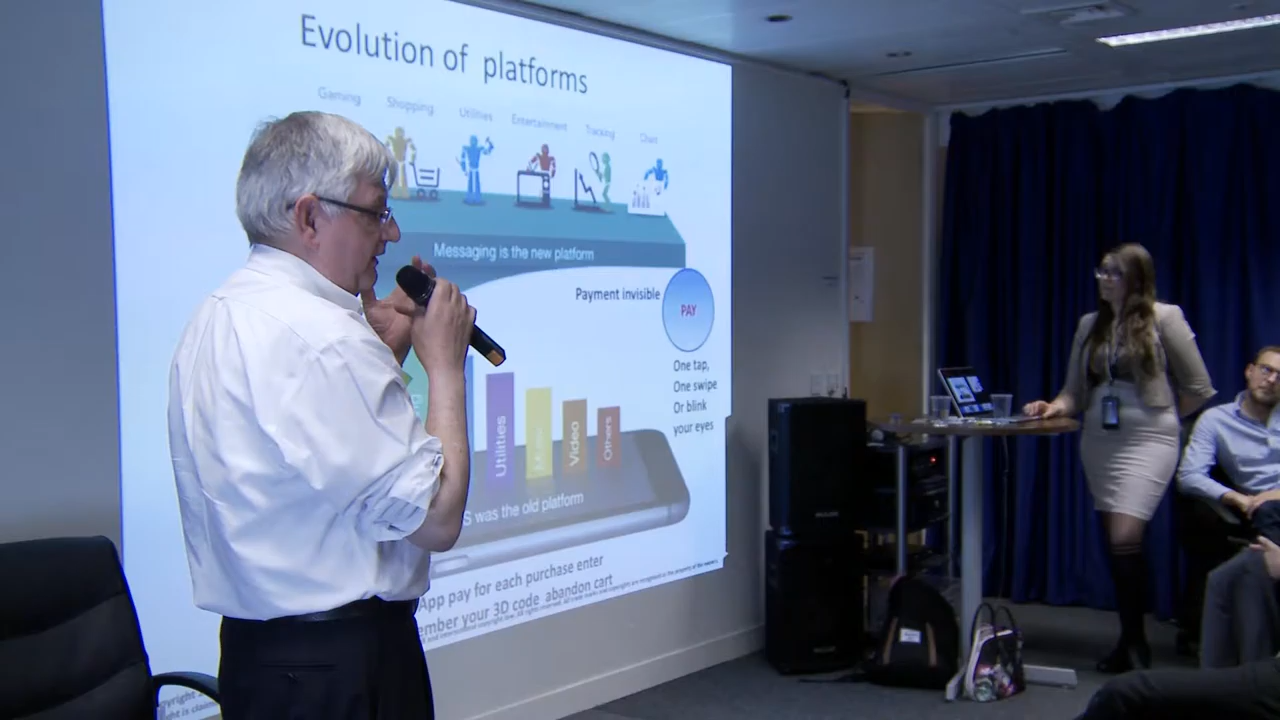 Evolution of platforms
Gaming
Shopping
Utilities
Entertainment
Tracking
Messaging is the new platform
Payment invisible
PAY
One tap,
One swipe
Or blink
your eyes
Utilities
Music
Video
Others
S was the old platform
App pay for each purchase enter
ember your 3D code abandon cart